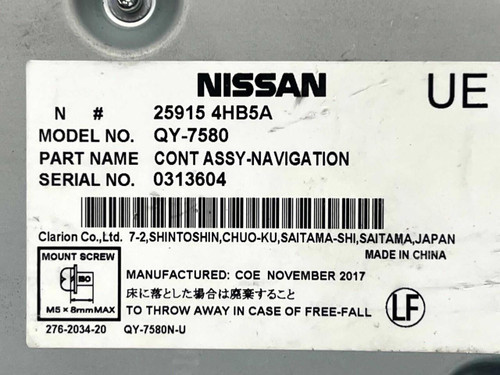 NISSAN
UE
N # 25915 4HB5A
MODEL NO. QY-7580
PART NAME CONT ASSY-NAVIGATION
SERIAL NO. 0313604
Clarion Co.,Ltd. 7-2,SHINTOSHIN,CHUO-KU,SAITAMA-SHI,SAITAMA,JAPAN
MADE IN CHINA
MOUNT SCREW
M5 × 8mmMAX
MANUFACTURED: COE NOVEMBER 2017
床に落とした場合は廃棄すること
TO THROW AWAY IN CASE OF FREE-FALL
LF
276-2034-20 QY-7580N-U